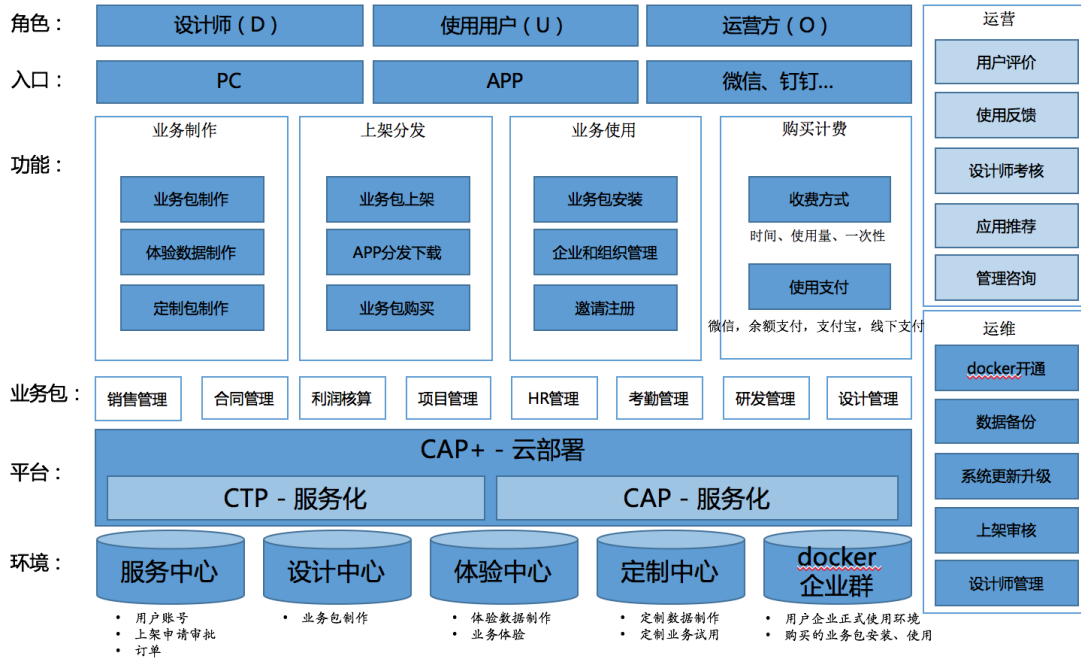 角色：
设计师（D）
使用用户（U）
运营方（O）
入口：
PC
APP
微信、钉钉...
功能：
业务制作
业务包制作
体验数据制作
定制包制作
上架分发
业务包上架
APP分发下载
业务包购买
业务使用
业务包安装
企业和组织管理
邀请注册
购买计费
收费方式
时间、使用量、一次性
使用支付
微信，余额支付，支付宝，线下支付
业务包：
销售管理
合同管理
利润核算
项目管理
HR管理
考勤管理
研发管理
设计管理
平台：
CAP+ - 云部署
CTP - 服务化
CAP - 服务化
环境：
服务中心
• 用户账号
• 上架申请审批
• 订单
设计中心
• 业务包制作
体验中心
• 体验数据制作
• 业务体验
定制中心
• 定制数据制作
• 定制业务试用
docker
企业群
• 用户企业正式使用环境
• 购买的业务包安装、使用
运营
用户评价
使用反馈
设计师考核
应用推荐
管理咨询
运维
docker开通
数据备份
系统更新升级
上架审核
设计师管理